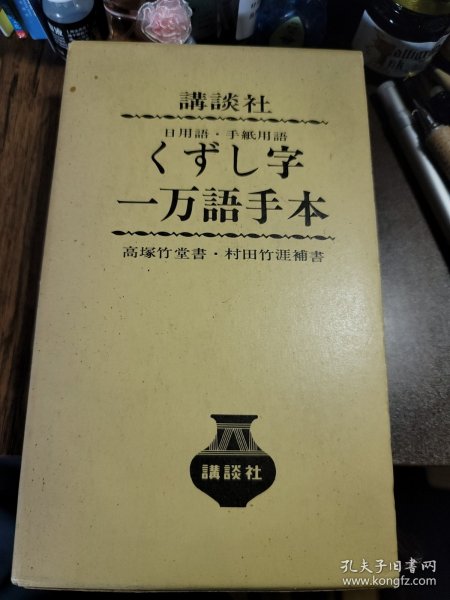 講談社
日用語・手紙用語
くずし字
一万語手本
高塚竹堂書・村田竹涯補書
講談社
孔夫子旧书网
www.kongfz.com